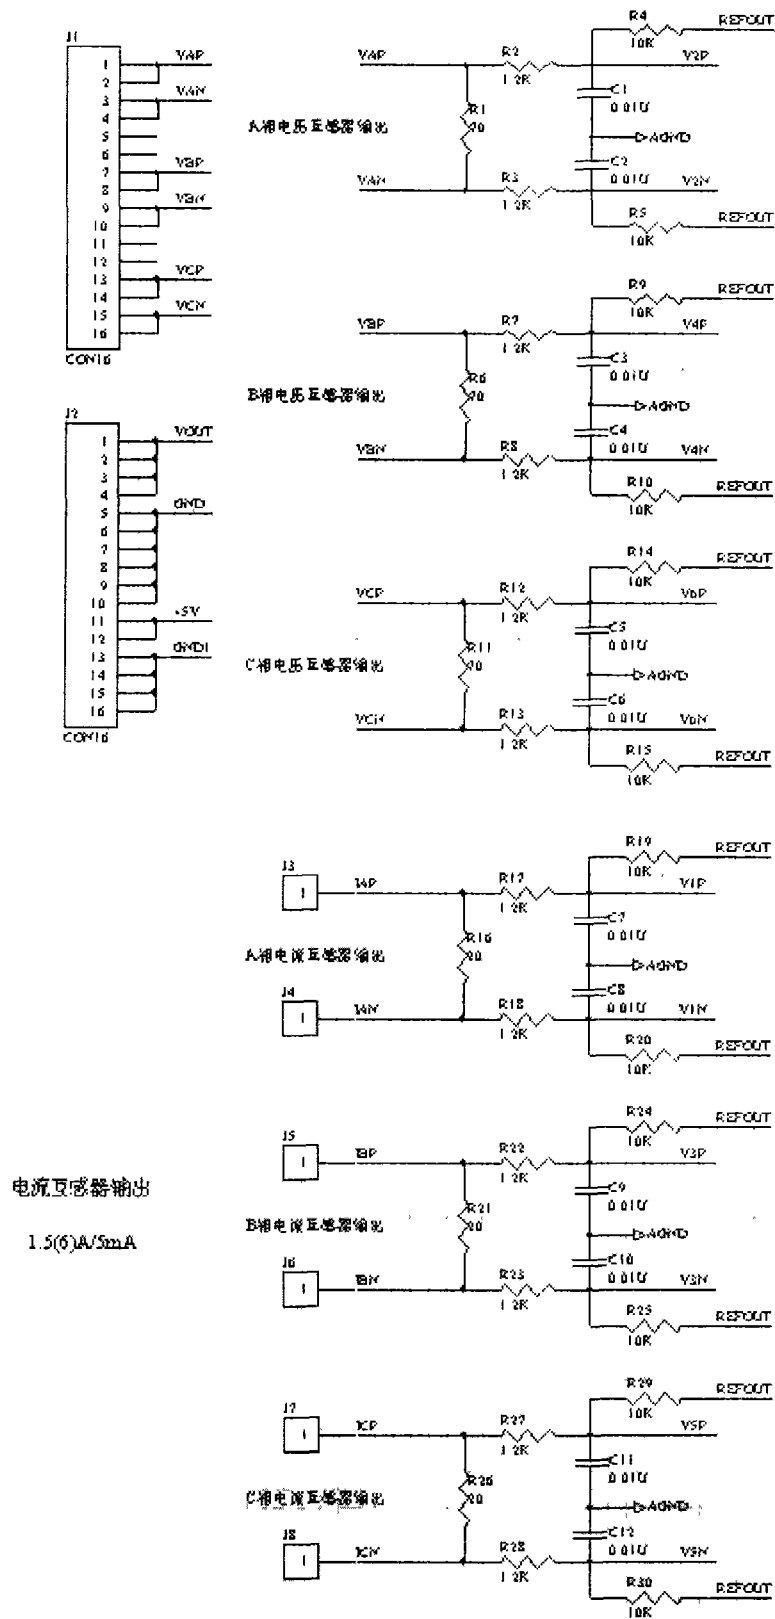 J1
1 VAP
2
3 VAN
4
5
6
7 VBP
8
9 VBN
10
11
12
13 VCP
14
15 VCN
16
CON16
J2
1 VOUT
2
3
4
5 GND
6
7
8
9
10
11 +5V
12
13 GND1
14
15
16
CON16
R4 REFOUT
10K
VAP R2 V2P
1.2K
C1
0.01U
R1
20
A相电压互感器输出
AGND
C2
0.01U
VAN R3 V2N
1.2K
R5 REFOUT
10K
R9 REFOUT
10K
VBP R7 V4P
1.2K
C3
0.01U
R6
20
B相电压互感器输出
AGND
C4
0.01U
VBN R8 V4N
1.2K
R10 REFOUT
10K
R14 REFOUT
10K
VCP R12 V6P
1.2K
C5
0.01U
R11
20
C相电压互感器输出
AGND
C6
0.01U
VCN R13 V6N
1.2K
R15 REFOUT
10K
R19 REFOUT
10K
J3
1 IAP R17 V1P
1.2K
C7
0.01U
R16
20
A相电流互感器输出
AGND
C8
0.01U
J4
1 IAN R18 V1N
1.2K
R20 REFOUT
10K
R24 REFOUT
10K
J5
1 IBP R22 V3P
1.2K
C9
0.01U
电流互感器输出
1.5(6)A/5mA
R21
20
B相电流互感器输出
AGND
C10
0.01U
J6
1 IBN R23 V3N
1.2K
R25 REFOUT
10K
R29 REFOUT
10K
J7
1 ICP R27 V5P
1.2K
C11
0.01U
R26
20
C相电流互感器输出
AGND
C12
0.01U
J8
1 ICN R28 V5N
1.2K
R30 REFOUT
10K